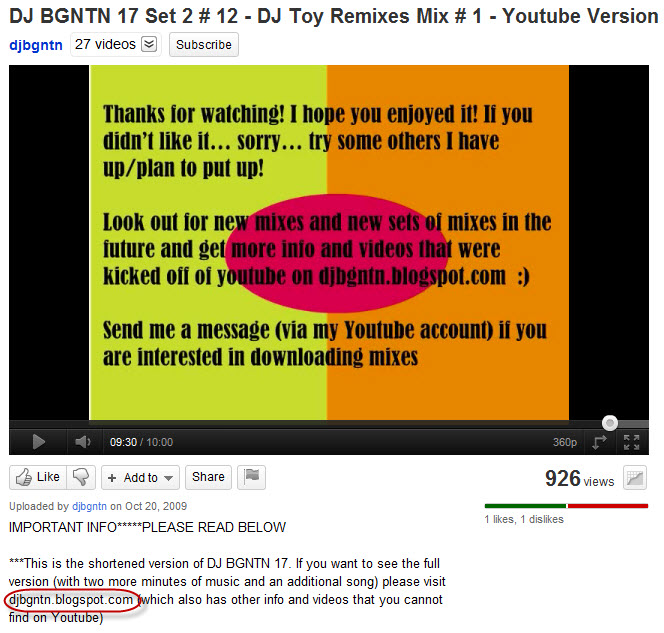 DJ BGNTN 17 Set 2 # 12 - DJ Toy Remixes Mix # 1 - Youtube Version
djbgntn 27 videos Subscribe
Thanks for watching! I hope you enjoyed it! If you
didn't like it... sorry... try some others I have
up/plan to put up!
Look out for new mixes and new sets of mixes in the
future and get more info and videos that were
kicked off of youtube on djbgntn.blogspot.com :)
Send me a message (via my Youtube account) if you
are interested in downloading mixes
09:30 / 10:00 360p
Like + Add to Share 926 views
Uploaded by djbgntn on Oct 20, 2009
1 likes, 1 dislikes
IMPORTANT INFO*****PLEASE READ BELOW
***This is the shortened version of DJ BGNTN 17. If you want to see the full
version (with two more minutes of music and an additional song) please visit
djbgntn.blogspot.com (which also has other info and videos that you cannot
find on Youtube)